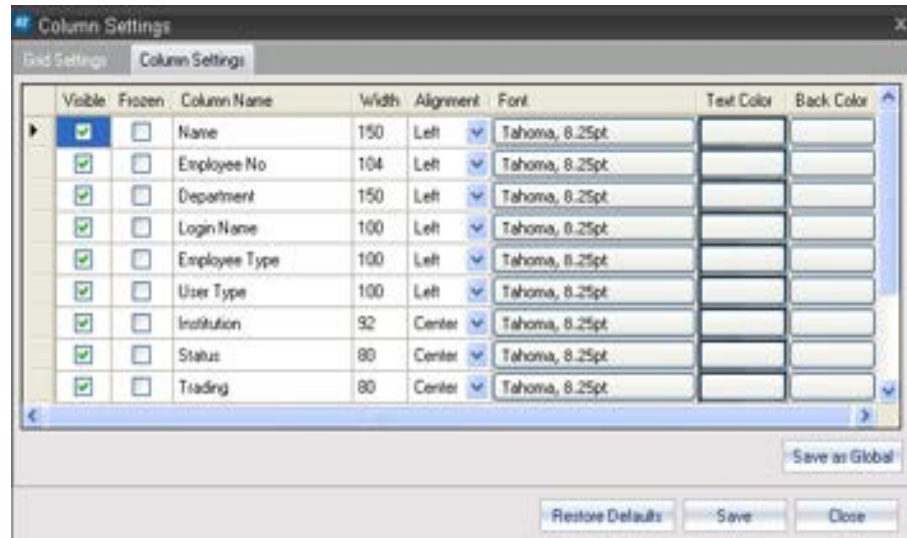 Column Settings
Grid Settings Column Settings
Visible Frozen Column Name Width Alignment Font Text Color Back Color
Name 150 Left Tahoma, 8.25pt
Employee No 104 Left Tahoma, 8.25pt
Department 150 Left Tahoma, 8.25pt
Login Name 100 Left Tahoma, 8.25pt
Employee Type 100 Left Tahoma, 8.25pt
User Type 100 Left Tahoma, 8.25pt
Institution 92 Center Tahoma, 8.25pt
Status 80 Center Tahoma, 8.25pt
Trading 80 Center Tahoma, 8.25pt
Save as Global
Restore Defaults Save Close